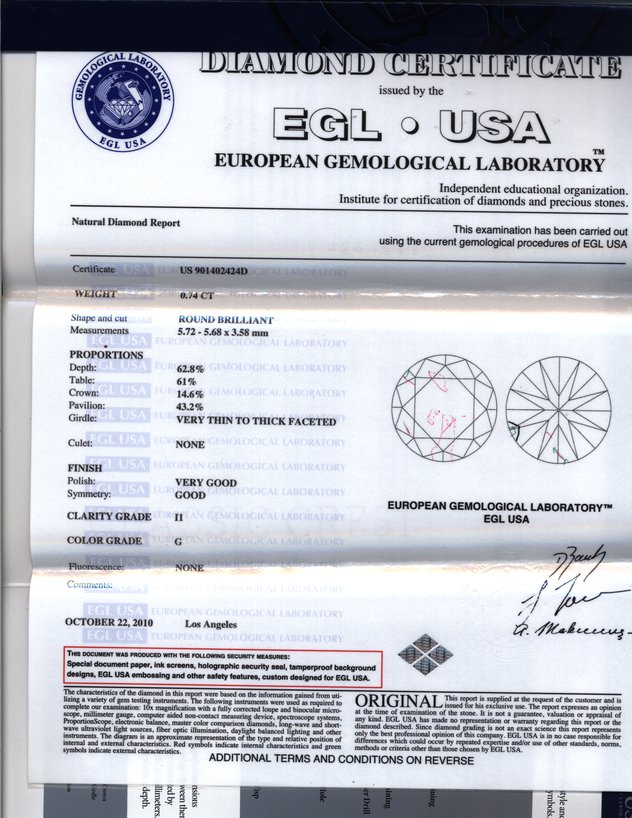 GEMOLOGICAL LABORATORY
EGL USA
DIAMOND CERTIFICATE
issued by the
EGL • USA
EUROPEAN GEMOLOGICAL LABORATORY™
Independent educational organization.
Institute for certification of diamonds and precious stones.
Natural Diamond Report
This examination has been carried out
using the current gemological procedures of EGL USA
Certificate US 901402424D
WEIGHT 0.74 CT
Shape and cut ROUND BRILLIANT
Measurements 5.72 - 5.68 x 3.58 mm
PROPORTIONS
Depth: 62.8%
Table: 61%
Crown: 14.6%
Pavilion: 43.2%
Girdle: VERY THIN TO THICK FACETED
Culet: NONE
FINISH
Polish: VERY GOOD
Symmetry: GOOD
CLARITY GRADE I1
COLOR GRADE G
Fluorescence: NONE
Comments:
EUROPEAN GEMOLOGICAL LABORATORY™
EGL USA
OCTOBER 22, 2010 Los Angeles
THIS DOCUMENT WAS PRODUCED WITH THE FOLLOWING SECURITY MEASURES:
Special document paper, ink screens, holographic security seal, tamperproof background
designs, EGL USA embossing and other safety features, custom designed for EGL USA.
The characteristics of the diamond in this report were based on the information gained from uti-
lizing a variety of gem testing instruments. The following instruments were used as required to
complete our examination: 10x magnification with a fully corrected loupe and binocular micro-
scope, millimeter gauge, computer aided non-contact measuring device, spectroscope systems,
ProportionScope, electronic balance, master color comparison diamonds, long-wave and short-
wave ultraviolet light sources, fiber optic illumination, daylight balanced lighting and other
instruments. The diagram is an approximate representation of the type and relative position of
internal and external characteristics. Red symbols indicate internal characteristics and green
symbols indicate external characteristics.
ORIGINAL This report is supplied at the request of the customer and is
issued for his exclusive use. The report expresses an opinion
at the time of examination of the stone. It is not a guarantee, valuation or appraisal of
any kind. EGL USA has made no representation or warranty regarding this report or the
diamond described. Since diamond grading is not an exact science this report represents
only the best professional opinion of this company. EGL USA is in no case responsible for
differences which could occur by repeated expertise and/or use of other standards, norms,
methods or criteria other than those chosen by EGL USA.
ADDITIONAL TERMS AND CONDITIONS ON REVERSE